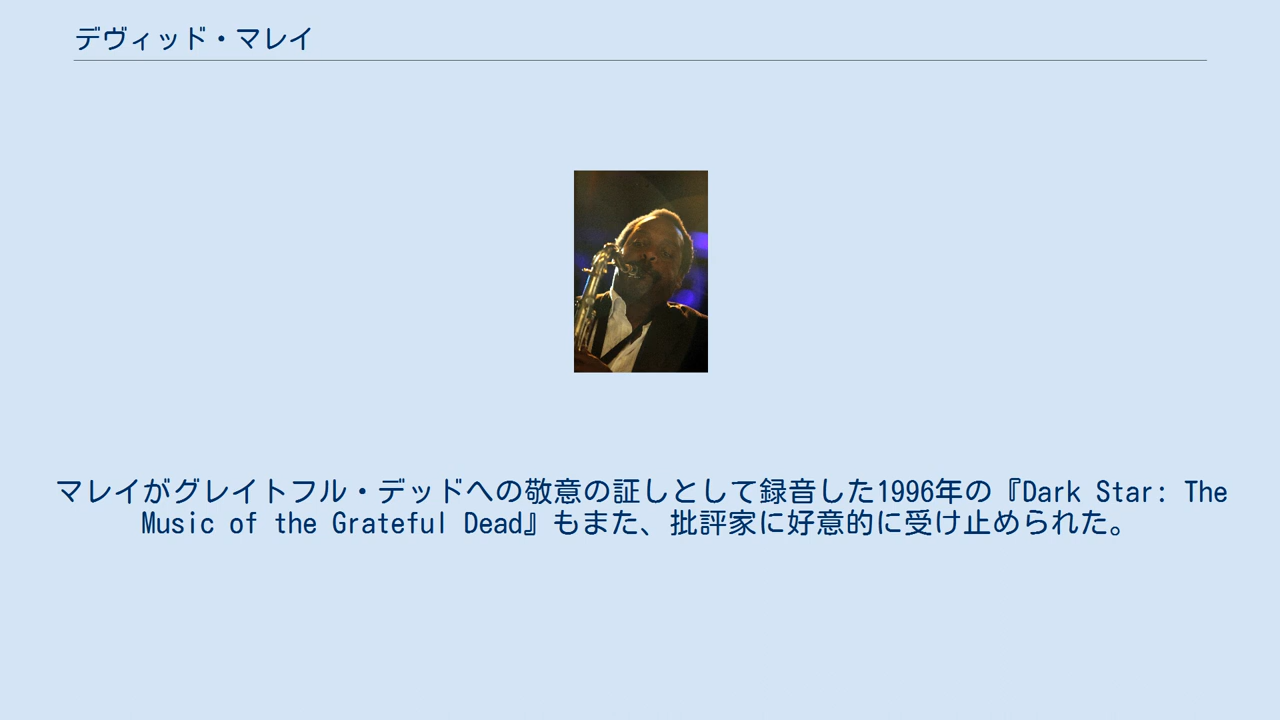 デヴィッド・マレイ
マレイがグレイトフル・デッドへの敬意の証しとして録音した1996年の『Dark Star: The
Music of the Grateful Dead』もまた、批評家に好意的に受け止められた。